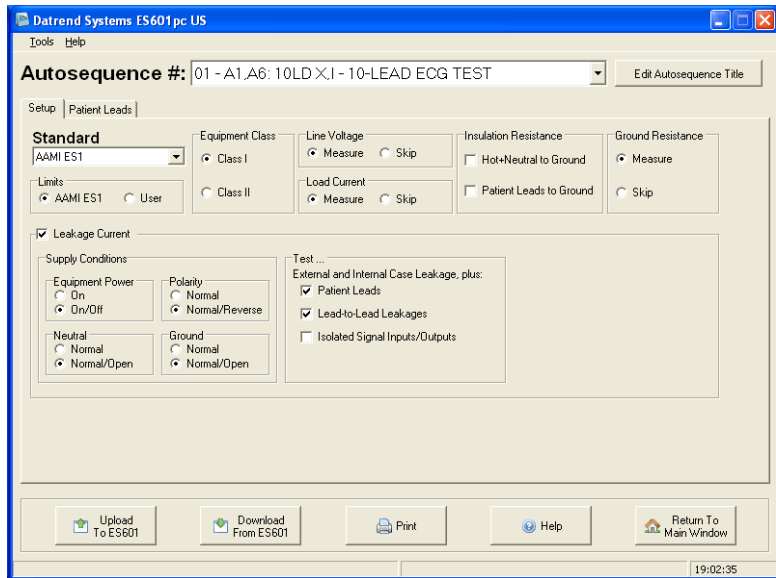 Datrend Systems ES601pc US
Tools Help
Autosequence #: 01 - A1,A6: 10LD X,I - 10-LEAD ECG TEST Edit Autosequence Title
Setup Patient Leads
Standard
AAMI ES1
Limits
AAMI ES1 User
Equipment Class
Class I
Class II
Line Voltage
Measure Skip
Load Current
Measure Skip
Insulation Resistance
Hot+Neutral to Ground
Patient Leads to Ground
Ground Resistance
Measure
Skip
Leakage Current
Supply Conditions
Equipment Power
On
On/Off
Polarity
Normal
Normal/Reverse
Neutral
Normal
Normal/Open
Ground
Normal
Normal/Open
Test ...
External and Internal Case Leakage, plus:
Patient Leads
Lead-to-Lead Leakages
Isolated Signal Inputs/Outputs
Upload
To ES601
Download
From ES601
Print
Help
Return To
Main Window
19:02:35